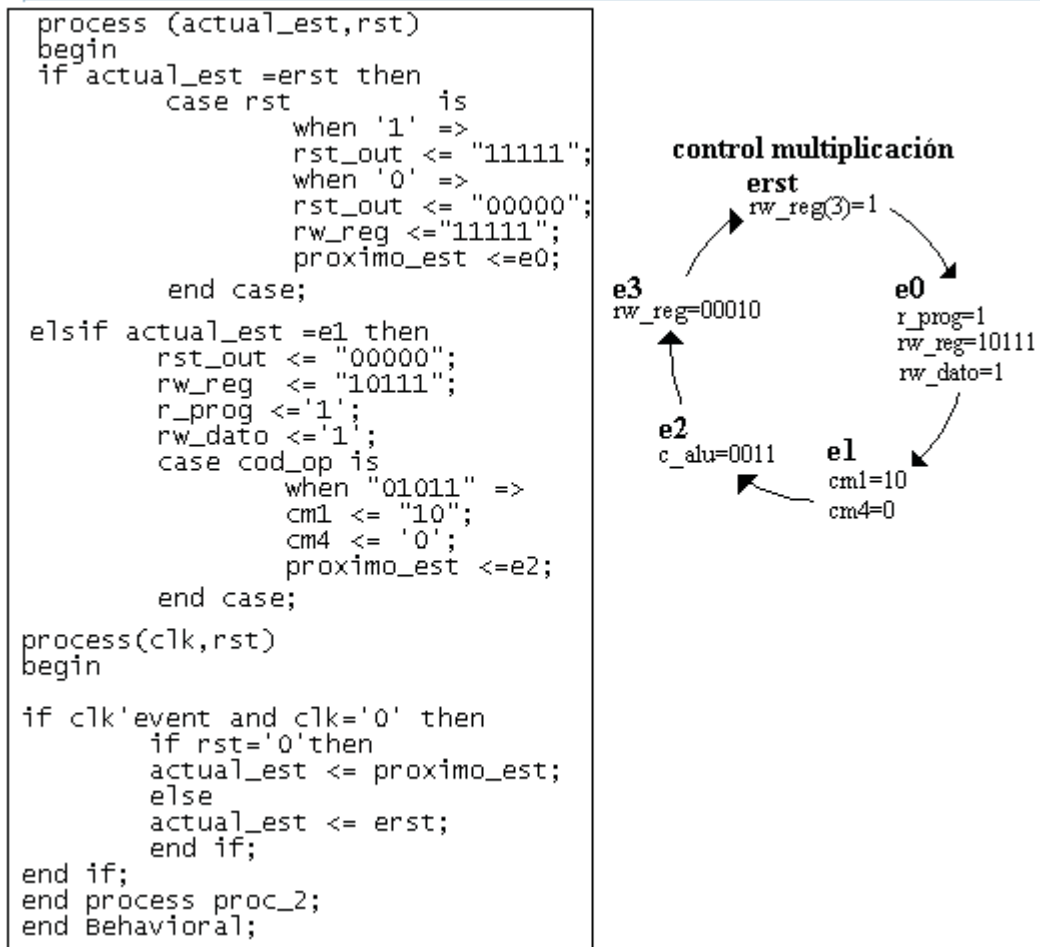 process (actual_est,rst)
begin
if actual_est =erst then
case rst is
when '1' =>
rst_out <= "11111";
when '0' =>
rst_out <= "00000";
rw_reg <="11111";
proximo_est <=e0;
end case;
elsif actual_est =e1 then
rst_out <= "00000";
rw_reg <= "10111";
r_prog <='1';
rw_dato <='1';
case cod_op is
when "01011" =>
cm1 <= "10";
cm4 <= '0';
proximo_est <=e2;
end case;
process(clk,rst)
begin
if clk'event and clk='0' then
if rst='0'then
actual_est <= proximo_est;
else
actual_est <= erst;
end if;
end if;
end process proc_2;
end Behavioral;
control multiplicación
erst
rw_reg(3)=1
e0
r_prog=1
rw_reg=10111
rw_dato=1
e1
cm1=10
cm4=0
e2
c_alu=0011
e3
rw_reg=00010